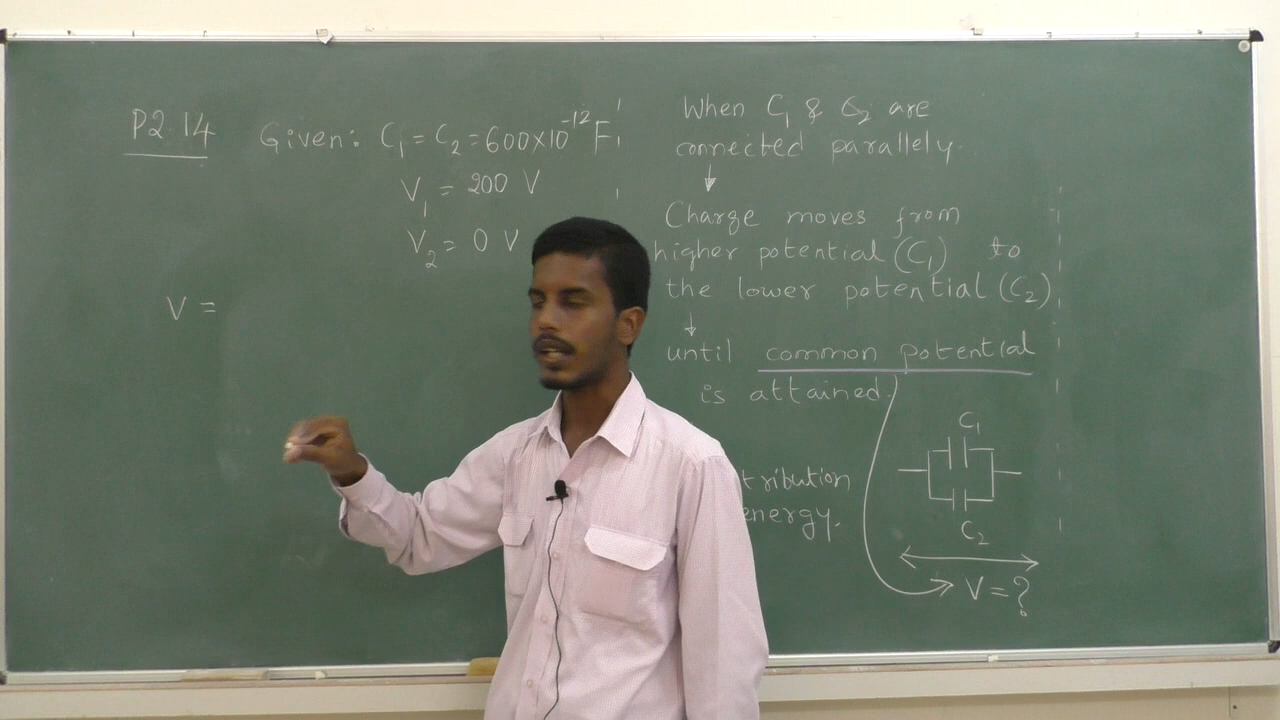 P2.14 Given: C₁ = C₂ = 600×10⁻¹² F
V₁ = 200 V
V₂ = 0 V
V =
When C₁ & C₂ are
connected parallely.
↓
Charge moves from
higher potential (C₁) to
the lower potential (C₂)
↓
until common potential
is attained.
tribution
energy.
C₁
C₂
V = ?